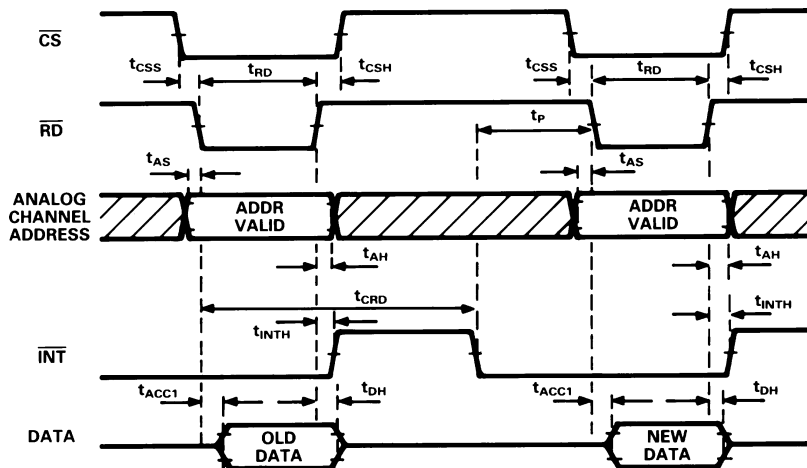 CS
tCSS tRD tCSH tCSS tRD tCSH
RD
tP
tAS tAS
ANALOG
CHANNEL
ADDRESS
ADDR
VALID
ADDR
VALID
tAH tAH
tCRD
tINTH tINTH
INT
tACC1 tDH tACC1 tDH
DATA
OLD
DATA
NEW
DATA